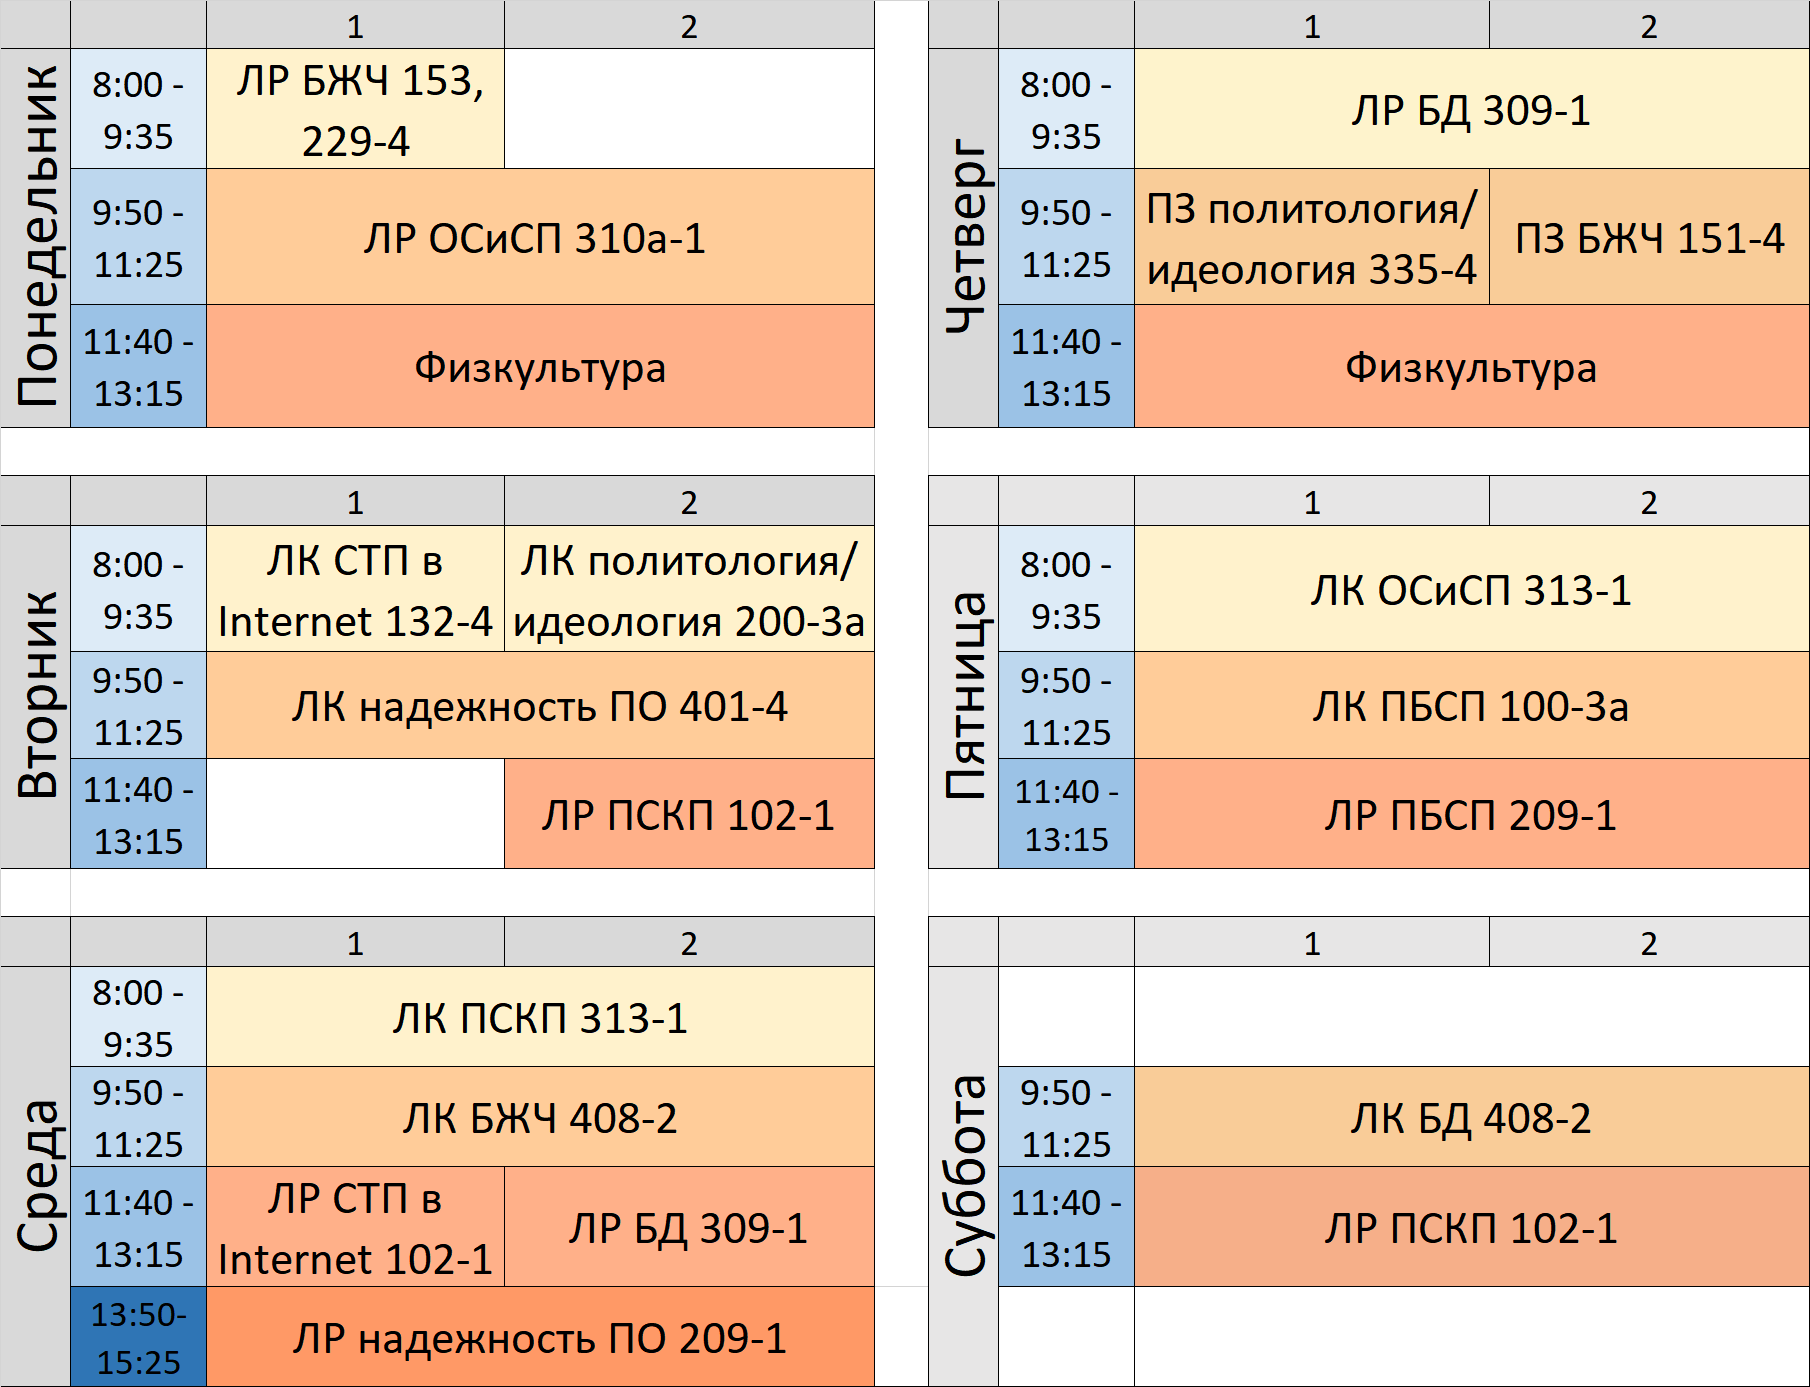 1 2
Понедельник
8:00 -
9:35
ЛР БЖЧ 153,
229-4
9:50 -
11:25
ЛР ОСиСП 310а-1
11:40 -
13:15
Физкультура
1 2
Четверг
8:00 -
9:35
ЛР БД 309-1
9:50 -
11:25
ПЗ политология/
идеология 335-4
ПЗ БЖЧ 151-4
11:40 -
13:15
Физкультура
1 2
Вторник
8:00 -
9:35
ЛК СТП в
Internet 132-4
ЛК политология/
идеология 200-3а
9:50 -
11:25
ЛК надежность ПО 401-4
11:40 -
13:15
ЛР ПСКП 102-1
1 2
Пятница
8:00 -
9:35
ЛК ОСиСП 313-1
9:50 -
11:25
ЛК ПБСП 100-3а
11:40 -
13:15
ЛР ПБСП 209-1
1 2
Среда
8:00 -
9:35
ЛК ПСКП 313-1
9:50 -
11:25
ЛК БЖЧ 408-2
11:40 -
13:15
ЛР СТП в
Internet 102-1
ЛР БД 309-1
13:50-
15:25
ЛР надежность ПО 209-1
1 2
Суббота
9:50 -
11:25
ЛК БД 408-2
11:40 -
13:15
ЛР ПСКП 102-1